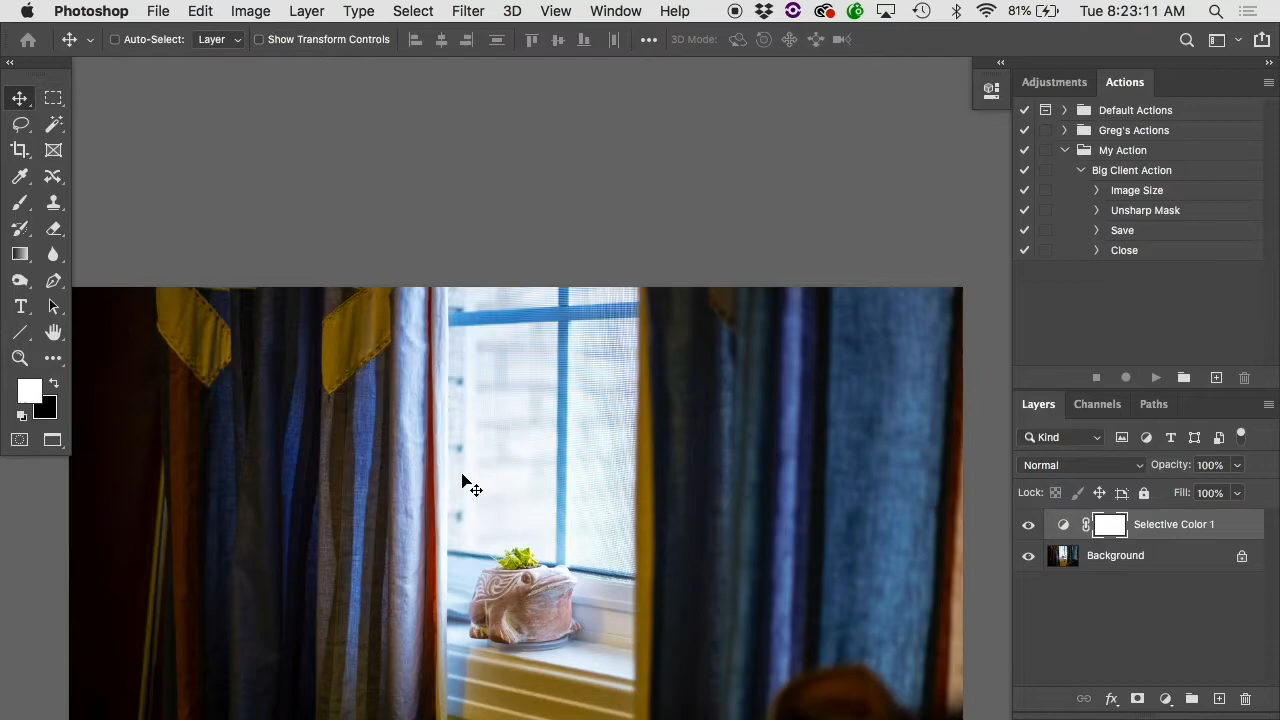 Photoshop File Edit Image Layer Type Select Filter 3D View Window Help 81% Tue 8:23:11 AM
Auto-Select: Layer Show Transform Controls 3D Mode:
Adjustments Actions
Default Actions
Greg's Actions
My Action
Big Client Action
Image Size
Unsharp Mask
Save
Close
Layers Channels Paths
Kind
Normal Opacity: 100%
Lock: Fill: 100%
Selective Color 1
Background